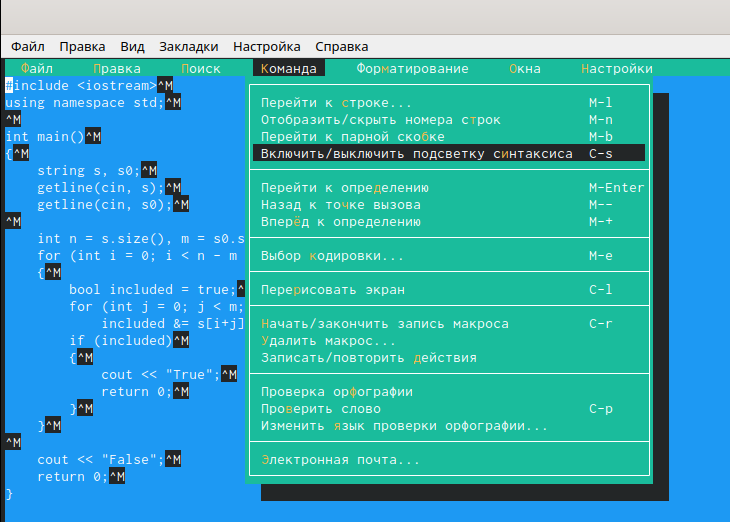 Файл Правка Вид Закладки Настройка Справка
Файл Правка Поиск Команда Форматирование Окна Настройки
#include <iostream>^M
using namespace std;^M
^M
int main()^M
{^M
string s, s0;^M
getline(cin, s);^M
getline(cin, s0);^M
^M
int n = s.size(), m = s0.s
for (int i = 0; i < n - m
{^M
bool included = true;^
for (int j = 0; j < m;
included &= s[i+j]
if (included)^M
{^M
cout << "True";^M
return 0;^M
}^M
}^M
^M
cout << "False";^M
return 0;^M
}
Перейти к строке... M-l
Отобразить/скрыть номера строк M-n
Перейти к парной скобке M-b
Включить/выключить подсветку синтаксиса C-s
Перейти к определению M-Enter
Назад к точке вызова M--
Вперёд к определению M-+
Выбор кодировки... M-e
Перерисовать экран C-l
Начать/закончить запись макроса C-r
Удалить макрос...
Записать/повторить действия
Проверка орфографии
Проверить слово C-p
Изменить язык проверки орфографии...
Электронная почта...